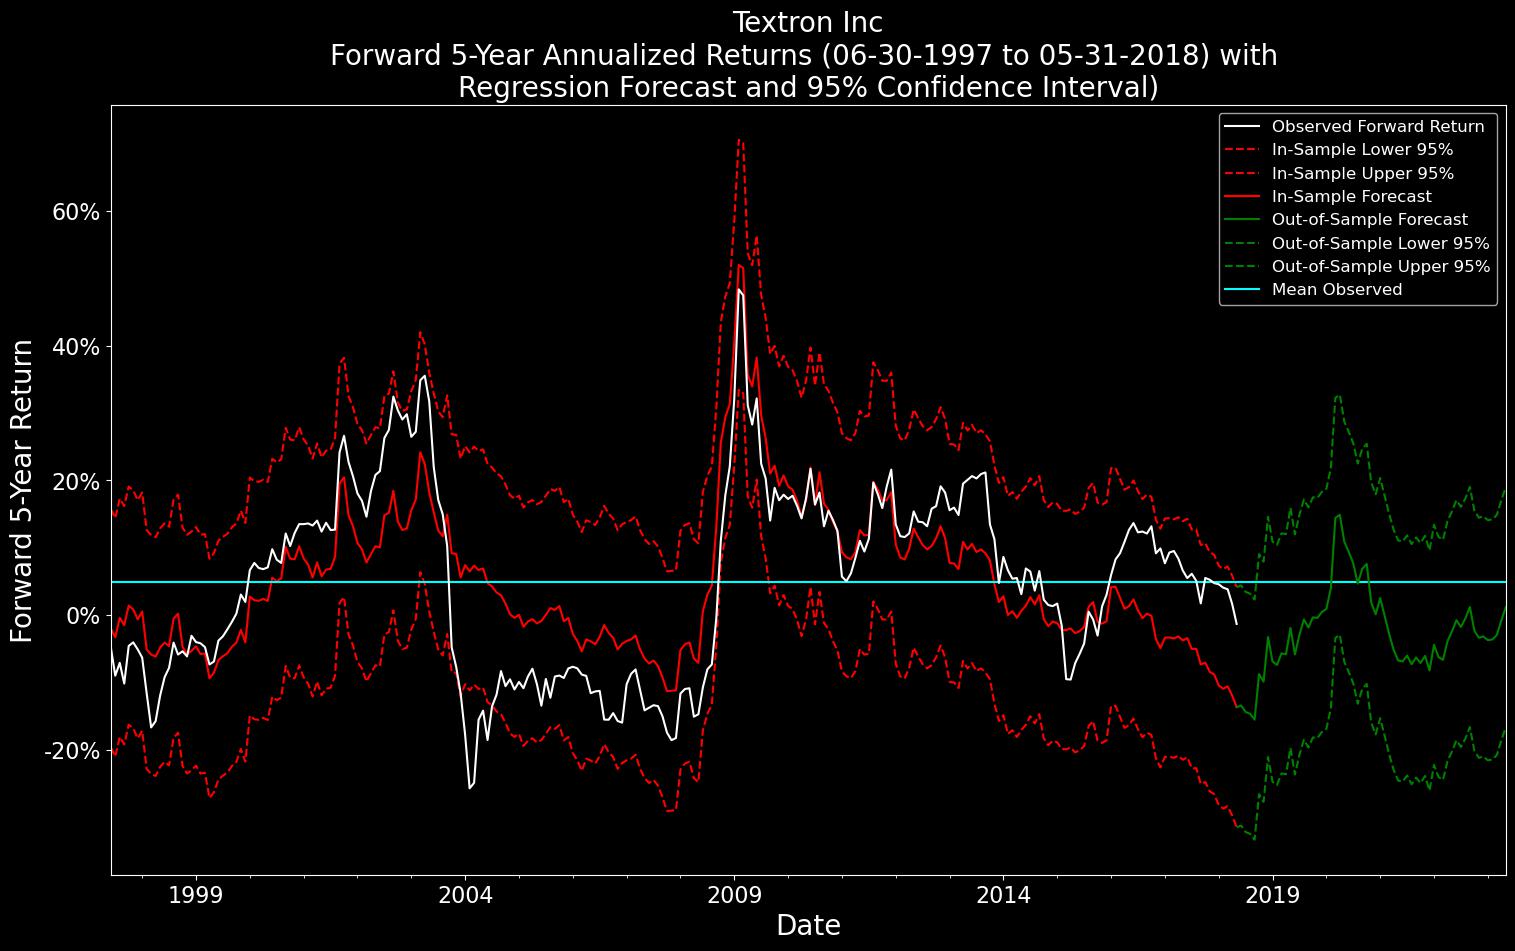 Textron Inc
Forward 5-Year Annualized Returns (06-30-1997 to 05-31-2018) with
Regression Forecast and 95% Confidence Interval)
Observed Forward Return
In-Sample Lower 95%
In-Sample Upper 95%
In-Sample Forecast
Out-of-Sample Forecast
Out-of-Sample Lower 95%
Out-of-Sample Upper 95%
Mean Observed
Forward 5-Year Return
60%
40%
20%
0%
-20%
1999
2004
2009
2014
2019
Date